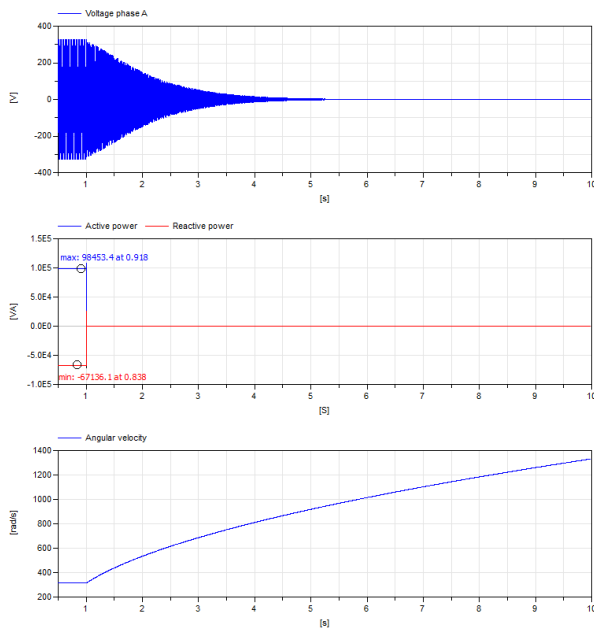 Voltage phase A
400
200
0
-200
-400
[V]
1 2 3 4 5 6 7 8 9 10
[s]
Active power Reactive power
1.5E5
1.0E5
5.0E4
0.0E0
-5.0E4
-1.0E5
[VA]
max: 98453.4 at 0.918
min: -67136.1 at 0.838
1 2 3 4 5 6 7 8 9 10
[S]
Angular velocity
1400
1200
1000
800
600
400
200
[rad/s]
1 2 3 4 5 6 7 8 9 10
[s]